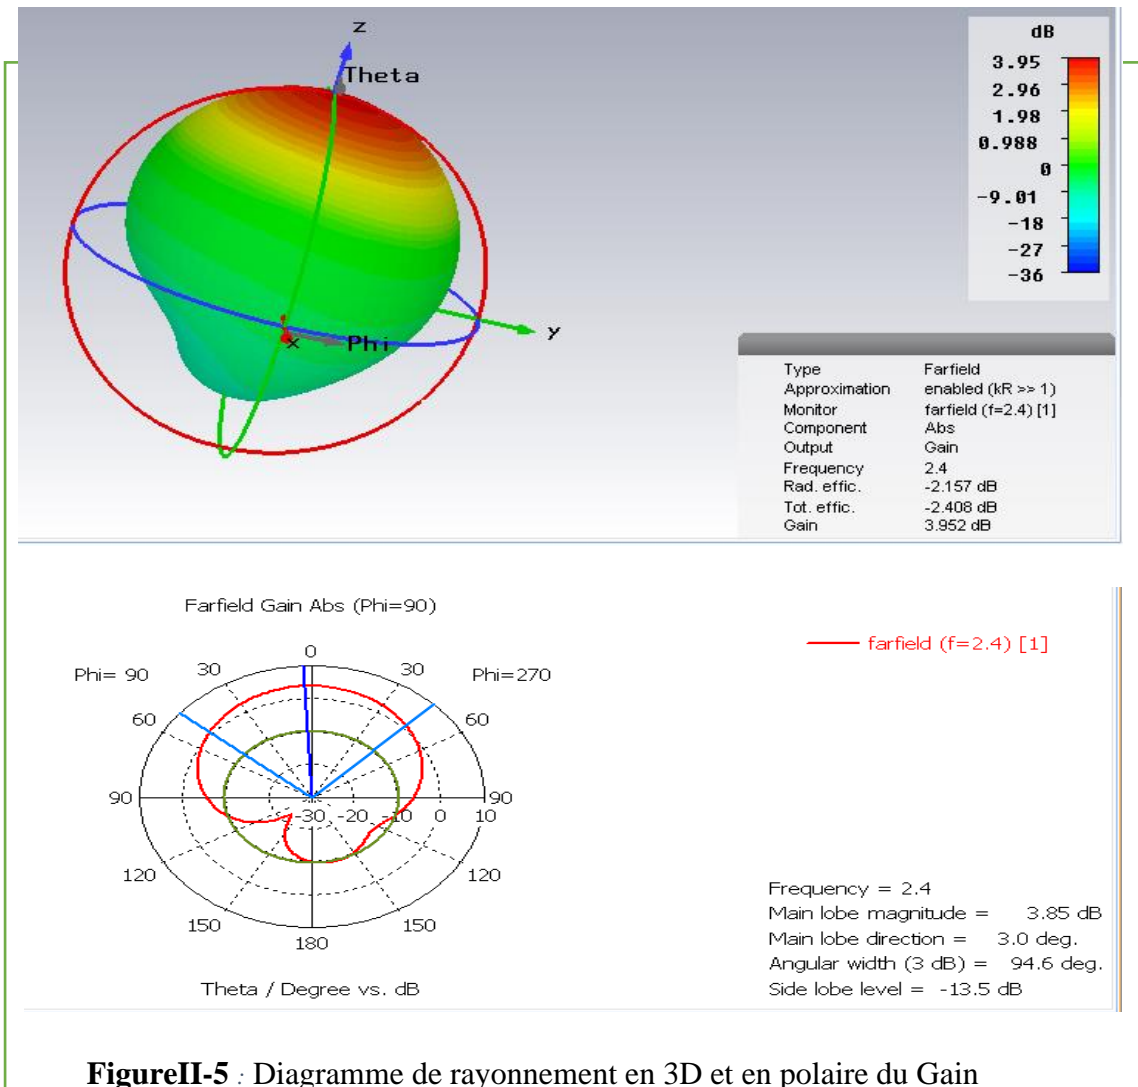 z
Theta
y
x
Phi
dB
3.95
2.96
1.98
0.988
0
-9.01
-18
-27
-36
Type Farfield
Approximation enabled (kR >> 1)
Monitor farfield (f=2.4) [1]
Component Abs
Output Gain
Frequency 2.4
Rad. effic. -2.157 dB
Tot. effic. -2.408 dB
Gain 3.952 dB
Farfield Gain Abs (Phi=90)
farfield (f=2.4) [1]
0
Phi= 90 30 30 Phi=270
60 60
90 90
-30 -20 -10 0 10
120 120
150 150
180
Theta / Degree vs. dB
Frequency = 2.4
Main lobe magnitude = 3.85 dB
Main lobe direction = 3.0 deg.
Angular width (3 dB) = 94.6 deg.
Side lobe level = -13.5 dB
FigureII-5 : Diagramme de rayonnement en 3D et en polaire du Gain